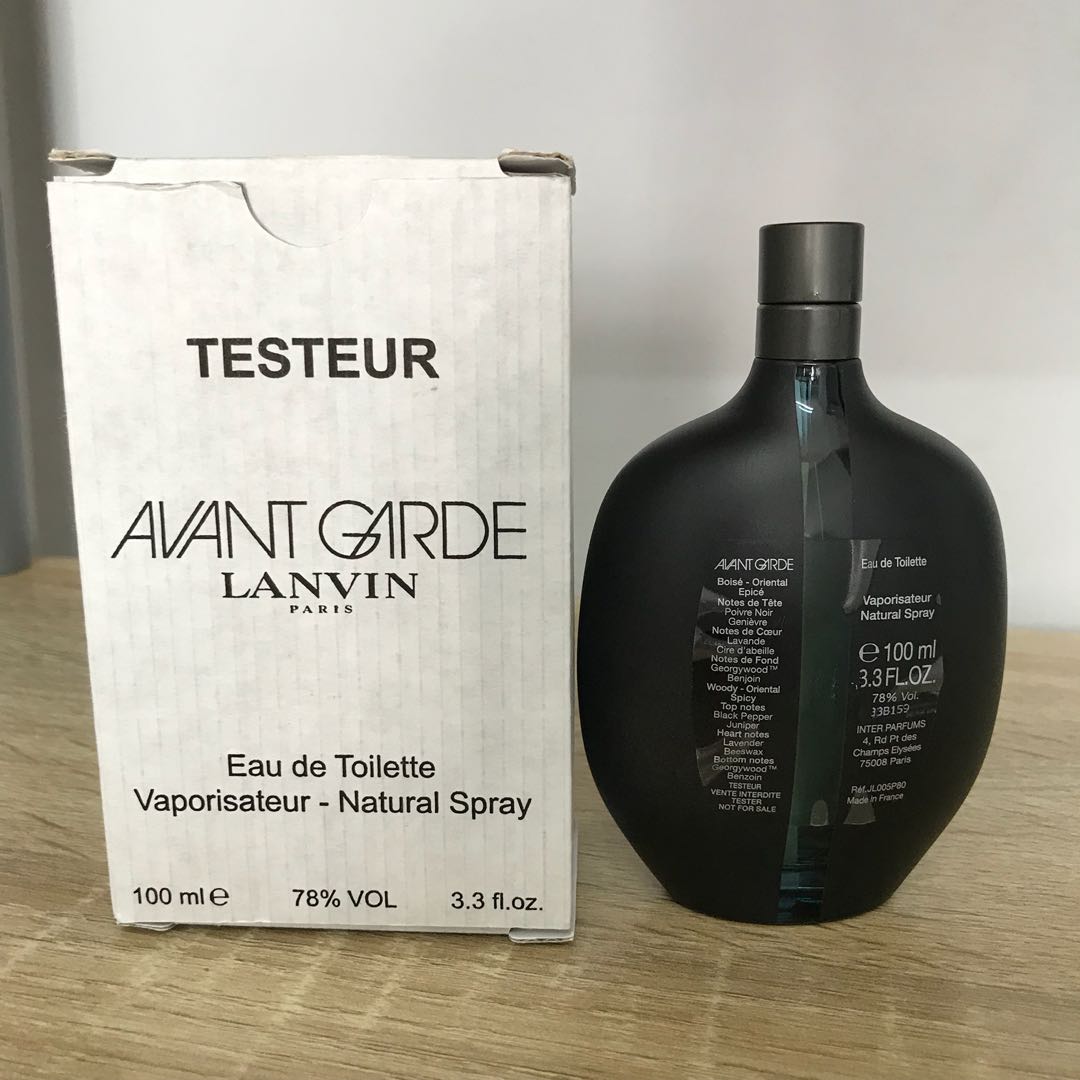 TESTEUR
AVANT GARDE
LANVIN
PARIS
Eau de Toilette
Vaporisateur - Natural Spray
100 ml ℮ 78% VOL 3.3 fl.oz.
AVANT GARDE
Boisé - Oriental
Epicé
Notes de Tête
Poivre Noir
Genièvre
Notes de Cœur
Lavande
Cire d'abeille
Notes de Fond
Georgywood™
Benjoin
Woody - Oriental
Spicy
Top notes
Black Pepper
Juniper
Heart notes
Lavender
Beeswax
Bottom notes
Georgywood™
Benzoin
TESTEUR
VENTE INTERDITE
TESTER
NOT FOR SALE
Eau de Toilette
Vaporisateur
Natural Spray
℮ 100 ml
3.3 FL.OZ.
78% Vol.
33B159
INTER PARFUMS
4, Rd Pt des
Champs Elysées
75008 Paris
Réf.JL005P80
Made in France